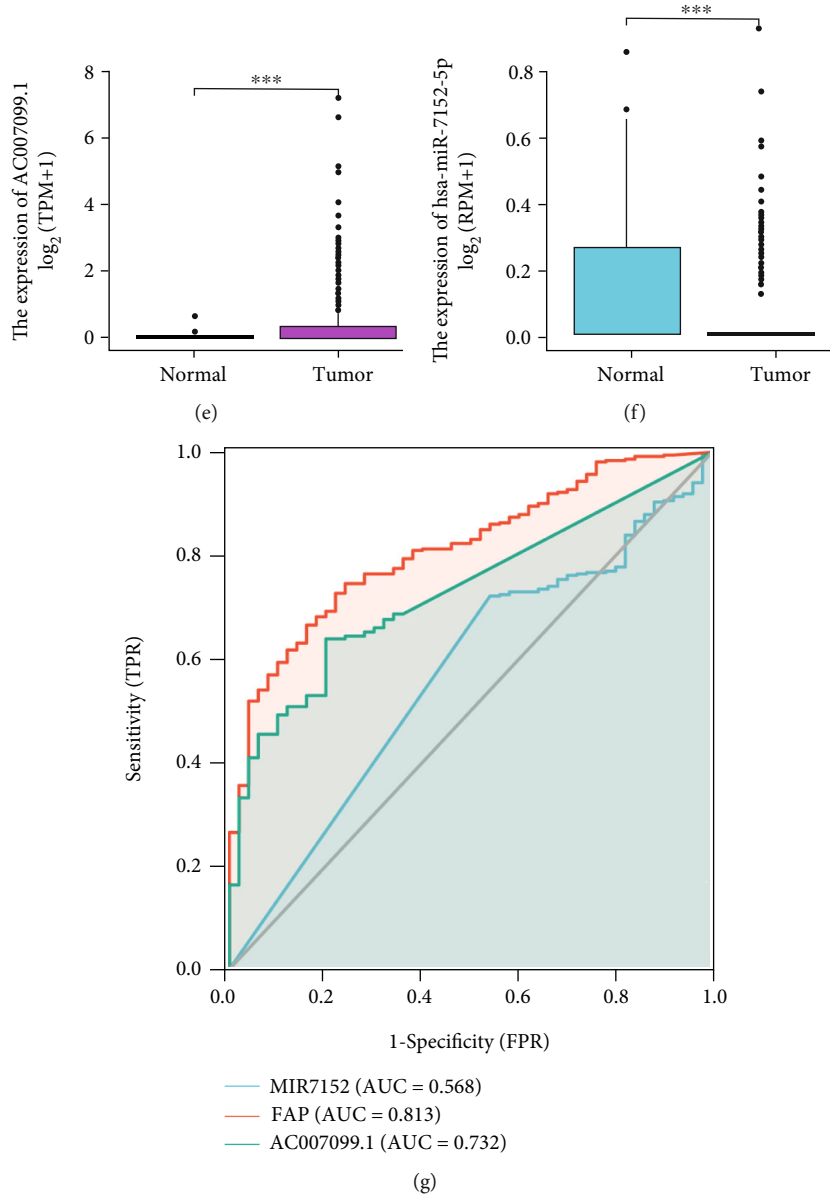 The expression of AC007099.1
log2 (TPM+1)
8
6
4
2
0
***
Normal
Tumor
(e)
The expression of hsa-miR-7152-5p
log2 (RPM+1)
0.8
0.6
0.4
0.2
0.0
***
Normal
Tumor
(f)
Sensitivity (TPR)
1.0
0.8
0.6
0.4
0.2
0.0
0.0
0.2
0.4
0.6
0.8
1.0
1-Specificity (FPR)
MIR7152 (AUC = 0.568)
FAP (AUC = 0.813)
AC007099.1 (AUC = 0.732)
(g)